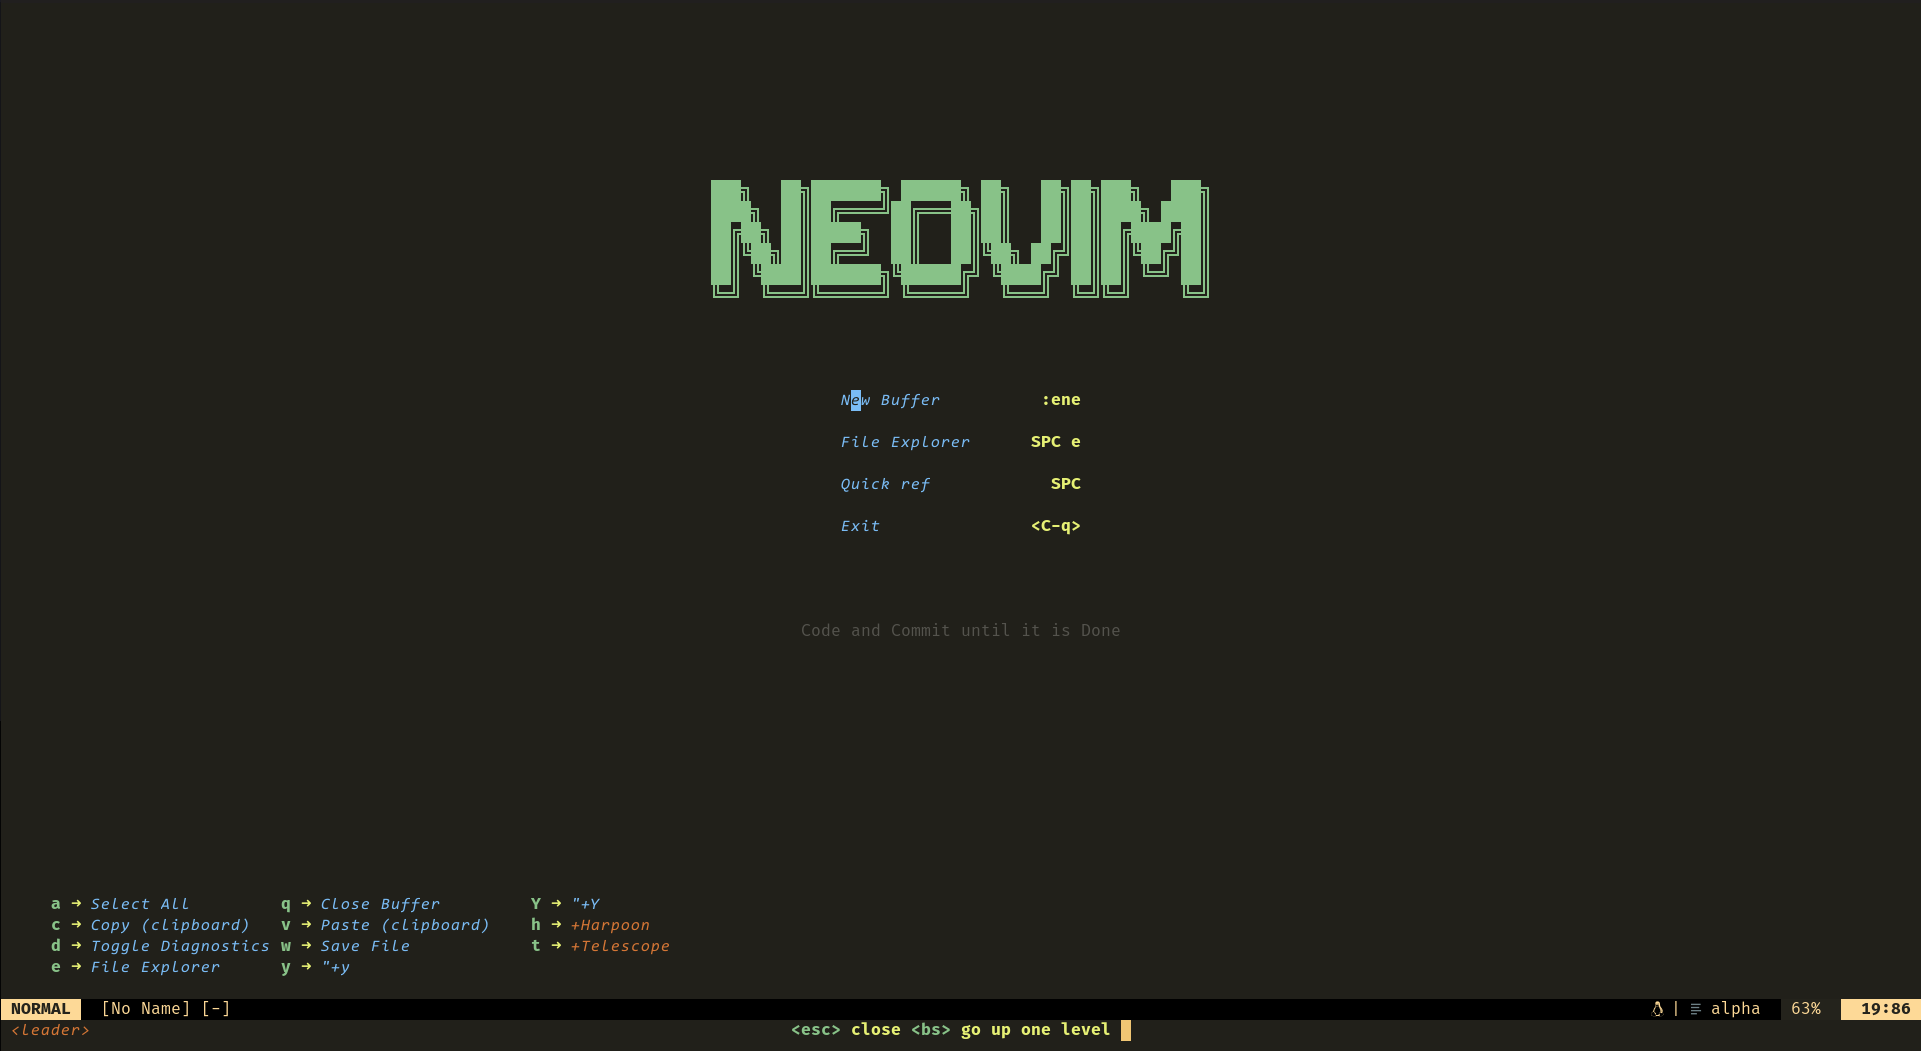 NEOVIM
New Buffer :ene
File Explorer SPC e
Quick ref SPC
Exit <C-q>
Code and Commit until it is Done
a → Select All q → Close Buffer Y → "+Y
c → Copy (clipboard) v → Paste (clipboard) h → +Harpoon
d → Toggle Diagnostics w → Save File t → +Telescope
e → File Explorer y → "+y
NORMAL [No Name] [-] | alpha 63% 19:86
<leader> <esc> close <bs> go up one level